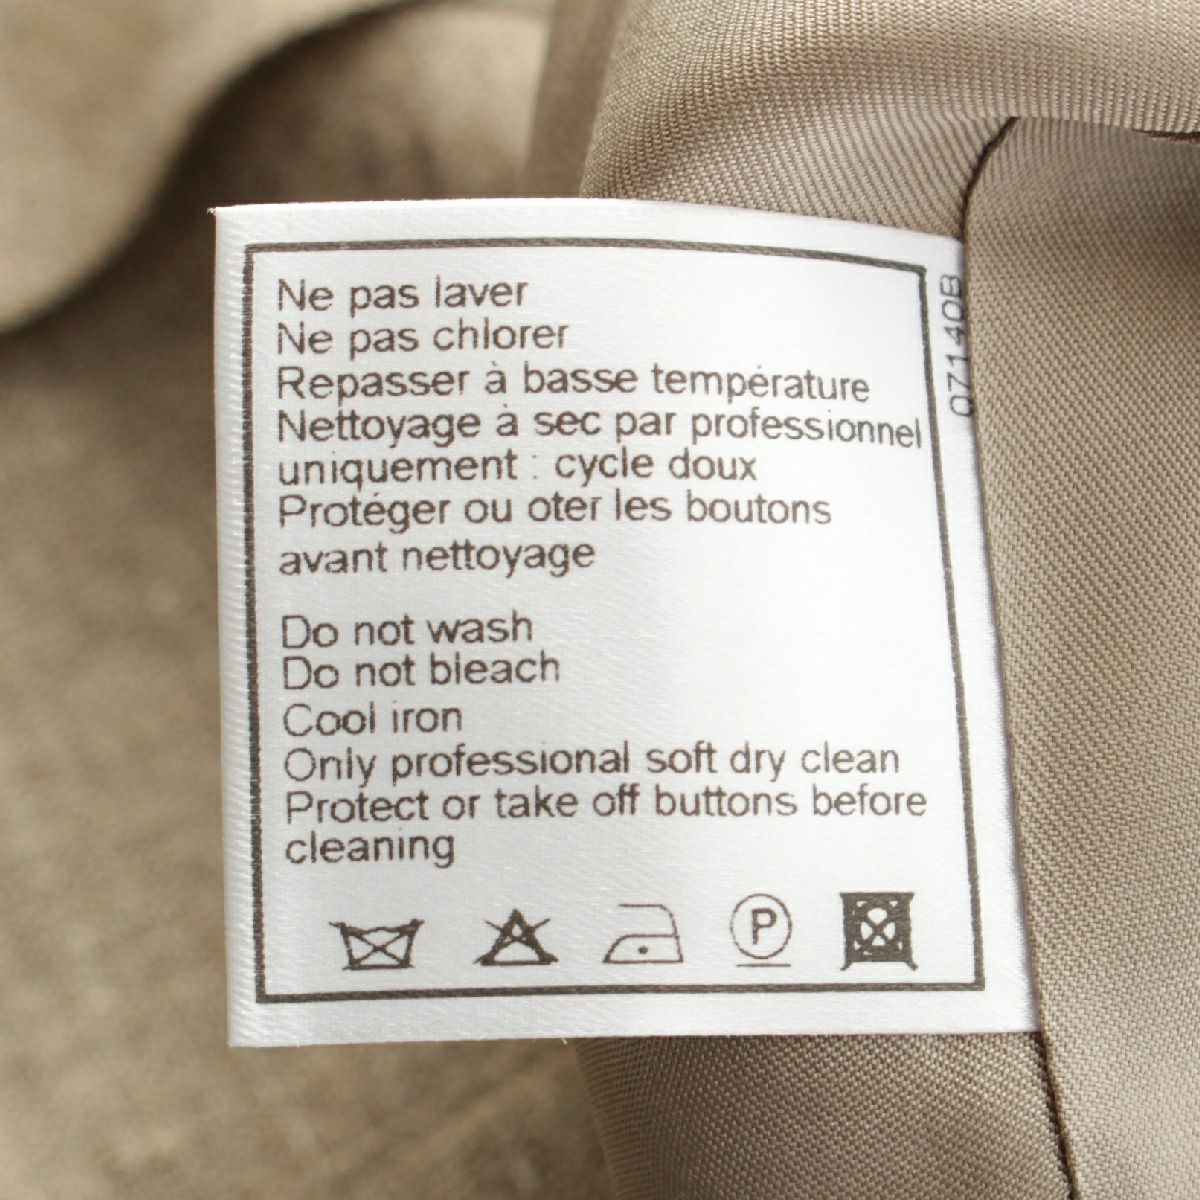 Ne pas laver
Ne pas chlorer
Repasser à basse température
Nettoyage à sec par professionnel
uniquement : cycle doux
Protéger ou oter les boutons
avant nettoyage
Do not wash
Do not bleach
Cool iron
Only professional soft dry clean
Protect or take off buttons before
cleaning
P
07140B